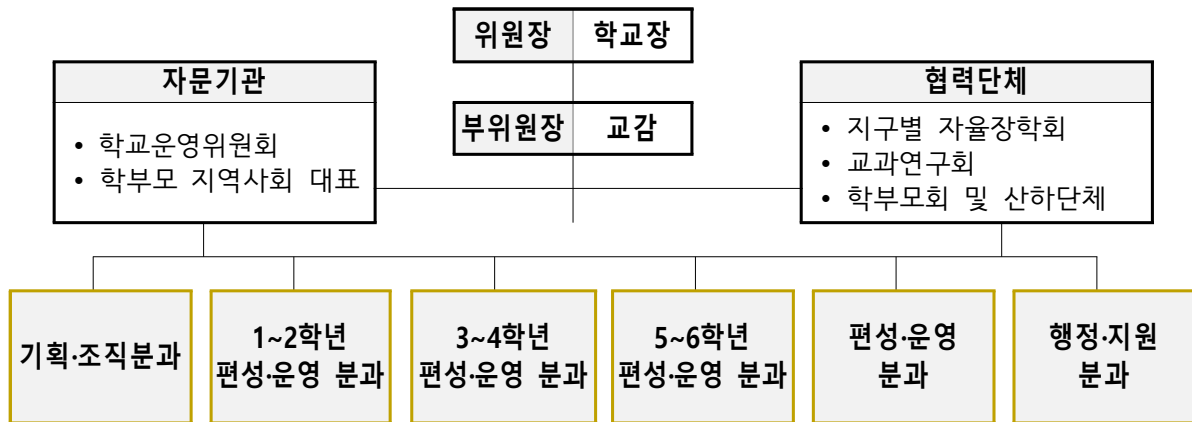 위원장 학교장
부위원장 교감
자문기관
• 학교운영위원회
• 학부모 지역사회 대표
협력단체
• 지구별 자율장학회
• 교과연구회
• 학부모회 및 산하단체
기획·조직분과
1~2학년
편성·운영 분과
3~4학년
편성·운영 분과
5~6학년
편성·운영 분과
편성·운영
분과
행정·지원
분과